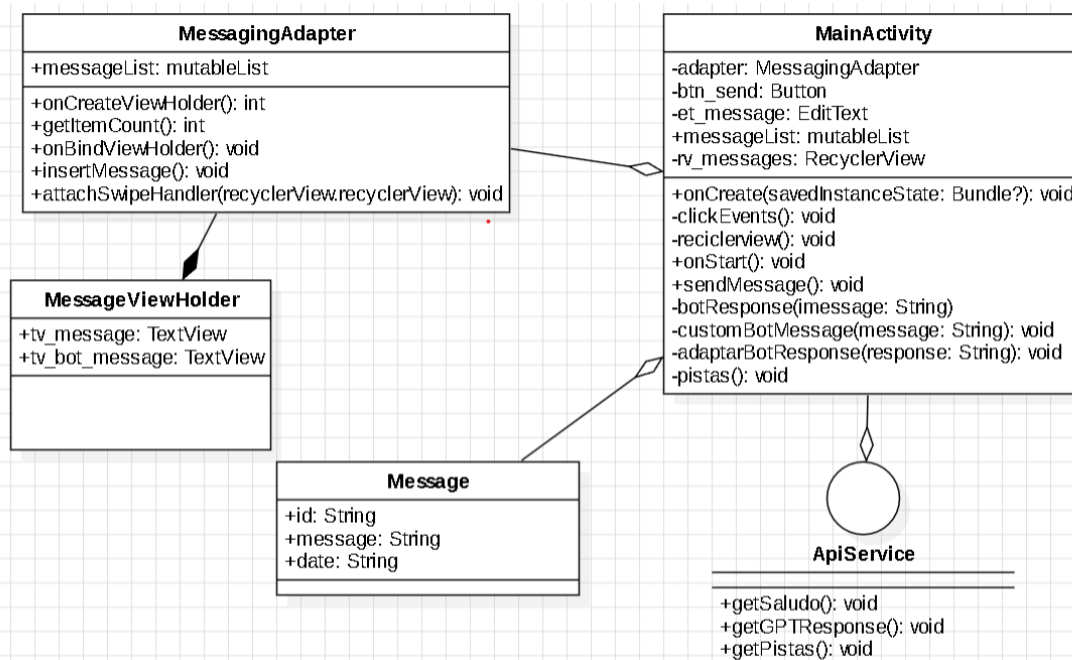 MessagingAdapter
+messageList: mutableList
+onCreateViewHolder(): int
+getItemCount(): int
+onBindViewHolder(): void
+insertMessage(): void
+attachSwipeHandler(recyclerView.recyclerView): void
MainActivity
-adapter: MessagingAdapter
-btn_send: Button
-et_message: EditText
+messageList: mutableList
-rv_messages: RecyclerView
+onCreate(savedInstanceState: Bundle?): void
-clickEvents(): void
-reciclerview(): void
+onStart(): void
+sendMessage(): void
-botResponse(imessage: String)
-customBotMessage(message: String): void
-adaptarBotResponse(response: String): void
-pistas(): void
MessageViewHolder
+tv_message: TextView
+tv_bot_message: TextView
Message
+id: String
+message: String
+date: String
ApiService
+getSaludo(): void
+getGPTResponse(): void
+getPistas(): void